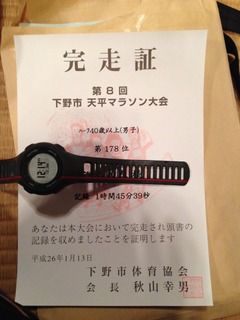 完走証
第8回
下野市 天平マラソン大会
40歳以上(男子)
第178位
記録 1時間45分39秒
あなたは本大会において完走され頭書の
記録を収めましたことを証明します
平成26年1月13日
下野市体育協会
会長 秋山幸男